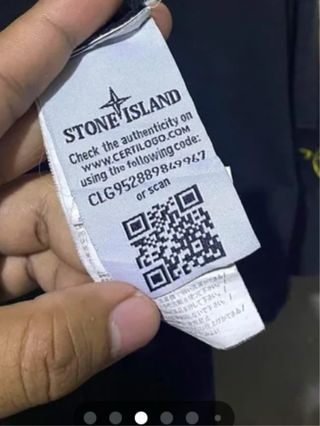 STONE ISLAND
Check the authenticity on
WWW.CERTILOGO.COM
using the following code:
CLG952889849967
or scan